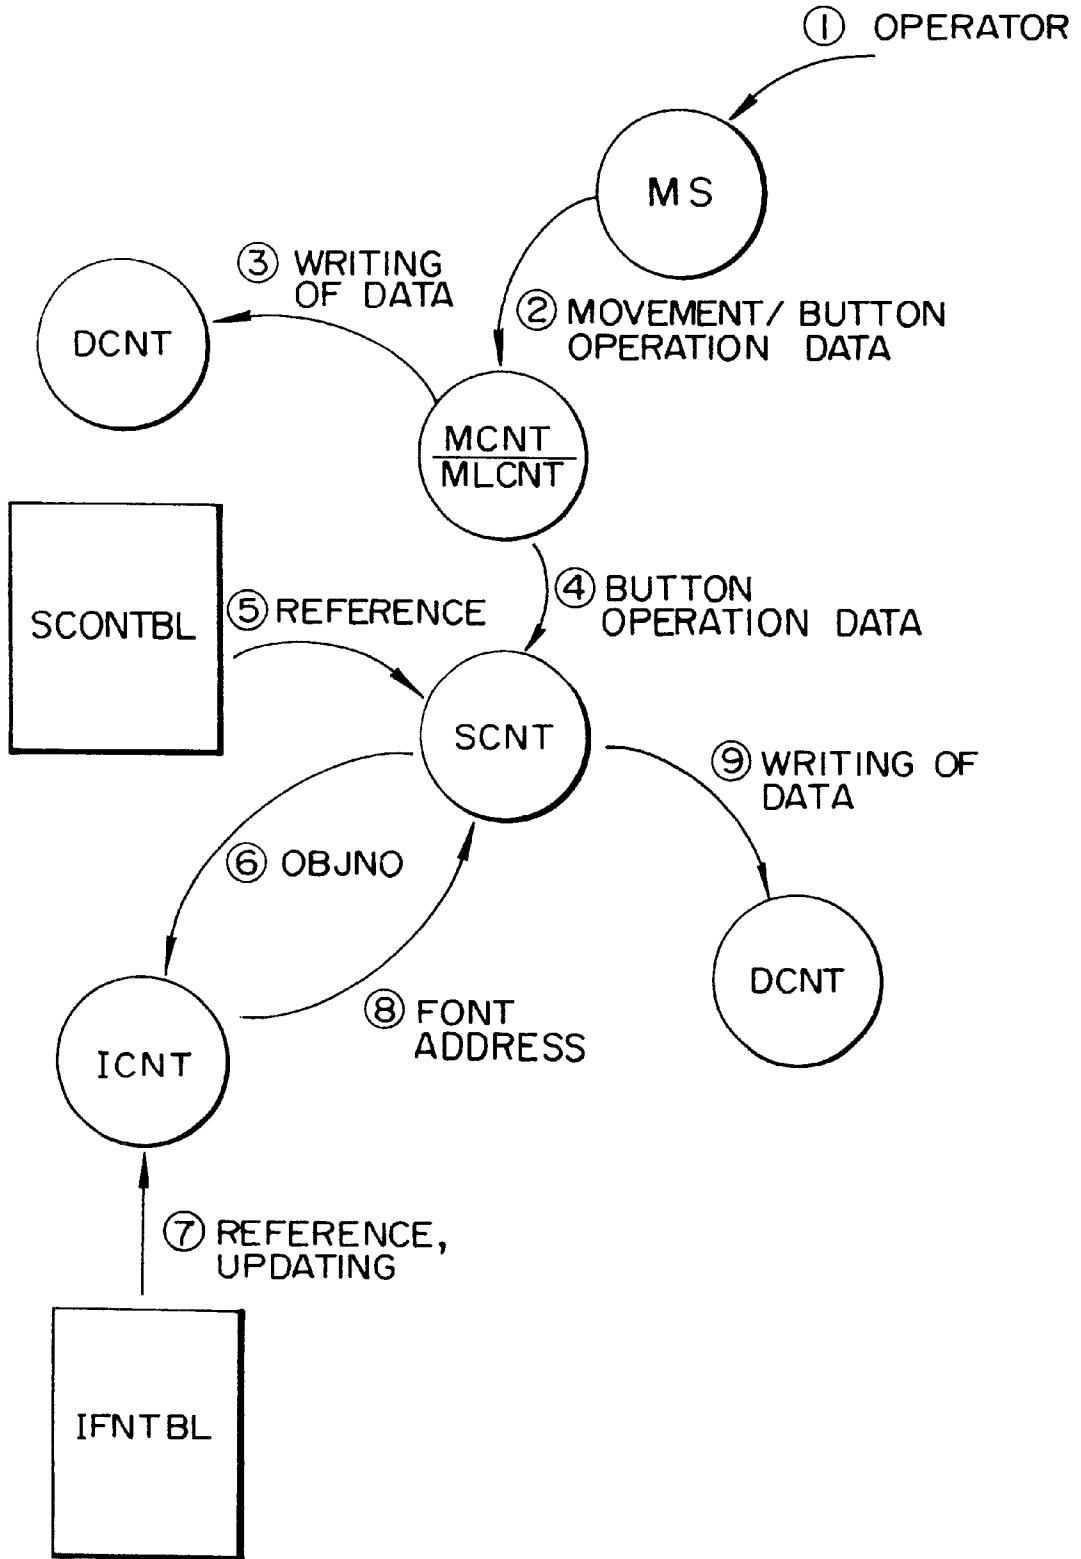 ① OPERATOR
MS
② MOVEMENT/ BUTTON
OPERATION DATA
③ WRITING
OF DATA
DCNT
MCNT
MLCNT
④ BUTTON
OPERATION DATA
SCONTBL
⑤ REFERENCE
SCNT
⑨ WRITING OF
DATA
⑥ OBJNO
DCNT
⑧ FONT
ADDRESS
ICNT
⑦ REFERENCE,
UPDATING
IFNTBL